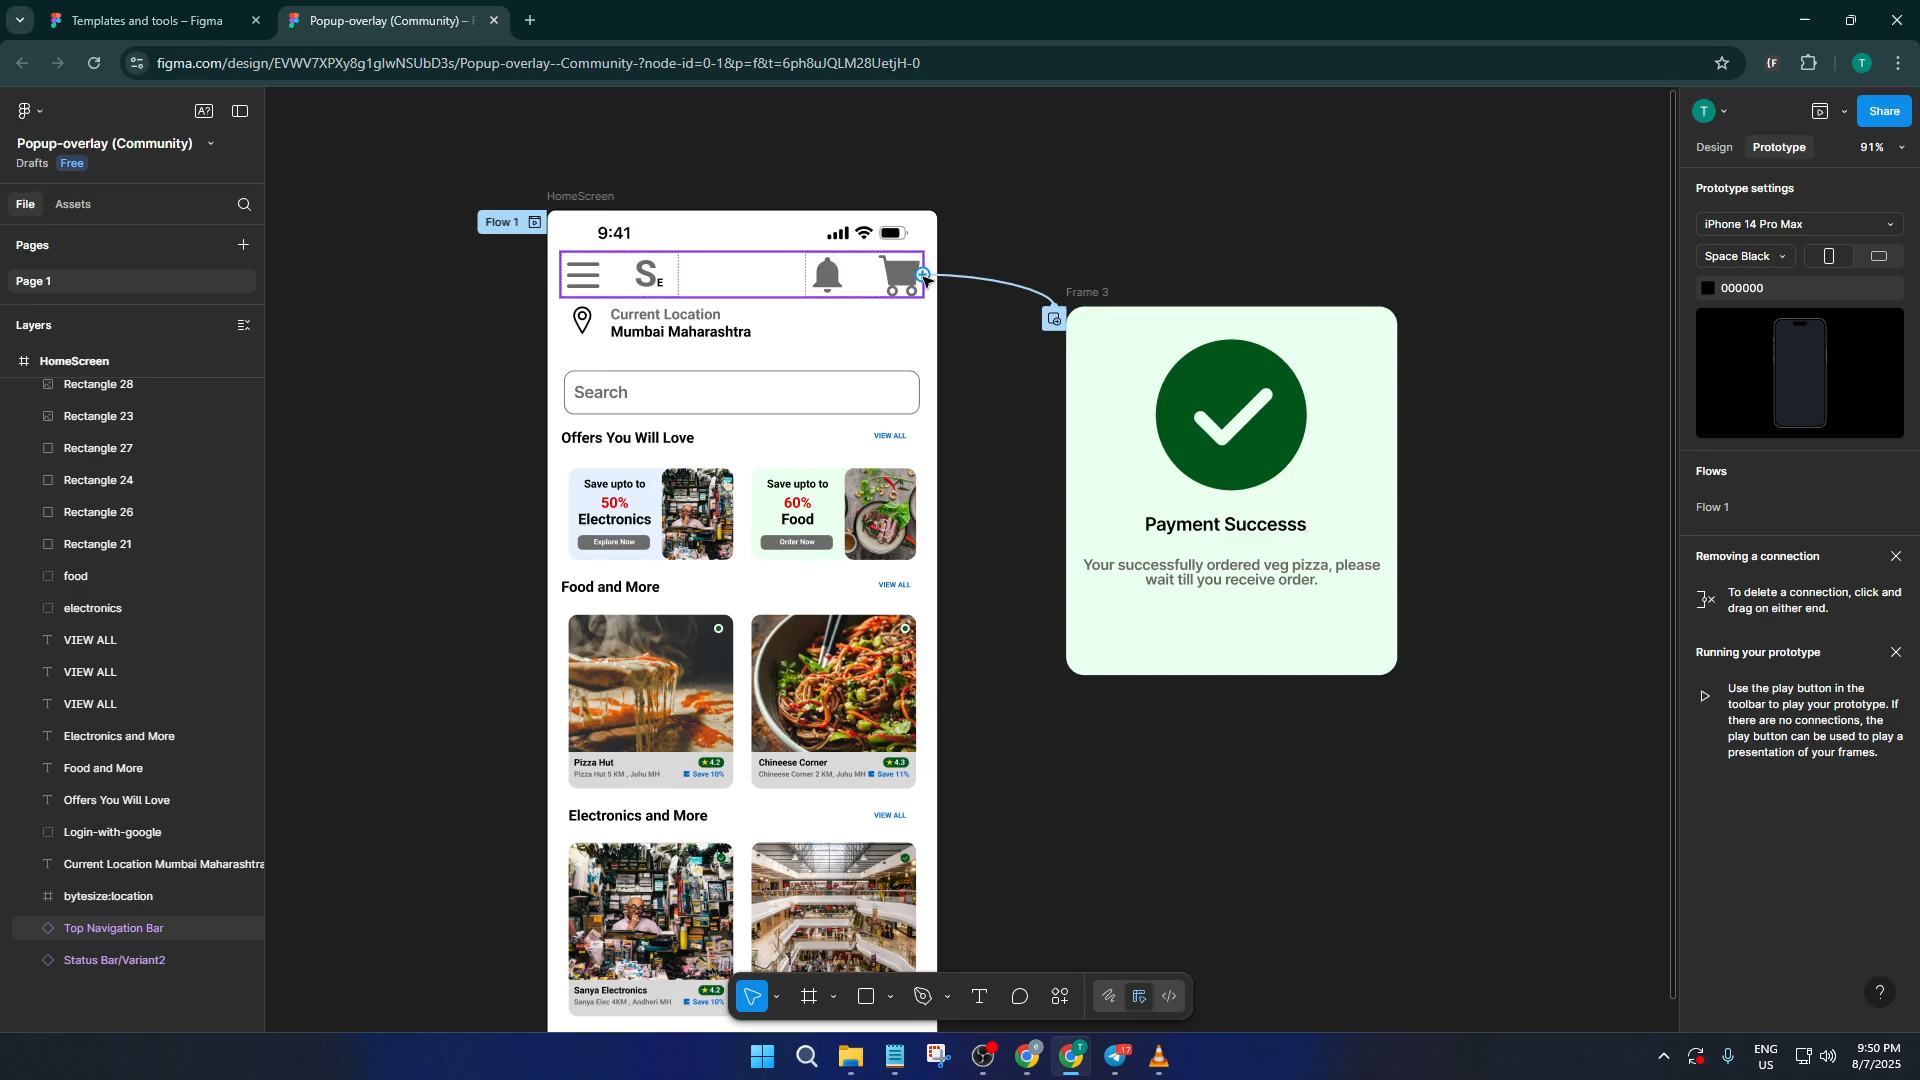 Templates and tools – Figma
Popup-overlay (Community) –
figma.com/design/EVWV7XPXy8g1glwNSUbD3s/Popup-overlay--Community-?node-id=0-1&p=f&t=6ph8uJQLM28UetjH-0
T
A?
Popup-overlay (Community)
Drafts Free
File Assets
Pages
Page 1
Layers
HomeScreen
Rectangle 28
Rectangle 23
Rectangle 27
Rectangle 24
Rectangle 26
Rectangle 21
food
electronics
VIEW ALL
VIEW ALL
VIEW ALL
Electronics and More
Food and More
Offers You Will Love
Login-with-google
Current Location Mumbai Maharashtra
bytesize:location
Top Navigation Bar
Status Bar/Variant2
HomeScreen
Flow 1
9:41
SE
Current Location
Mumbai Maharashtra
Search
Offers You Will Love VIEW ALL
Save upto to
50%
Electronics
Explore Now
Save upto to
60%
Food
Order Now
Food and More VIEW ALL
Pizza Hut 4.2
Pizza Hut 5 KM , Juhu MH Save 10%
Chineese Corner 4.3
Chineese Corner 2 KM, Juhu MH Save 11%
Electronics and More VIEW ALL
Sanya Electronics 4.2
Sanya Elec 4KM , Andheri MH Save 10%
Frame 3
Payment Successs
Your successfully ordered veg pizza, please
wait till you receive order.
T
Share
Design Prototype 91%
Prototype settings
iPhone 14 Pro Max
Space Black
000000
Flows
Flow 1
Removing a connection
To delete a connection, click and
drag on either end.
Running your prototype
Use the play button in the
toolbar to play your prototype. If
there are no connections, the
play button can be used to play a
presentation of your frames.
?
17
ENG
US
9:50 PM
8/7/2025